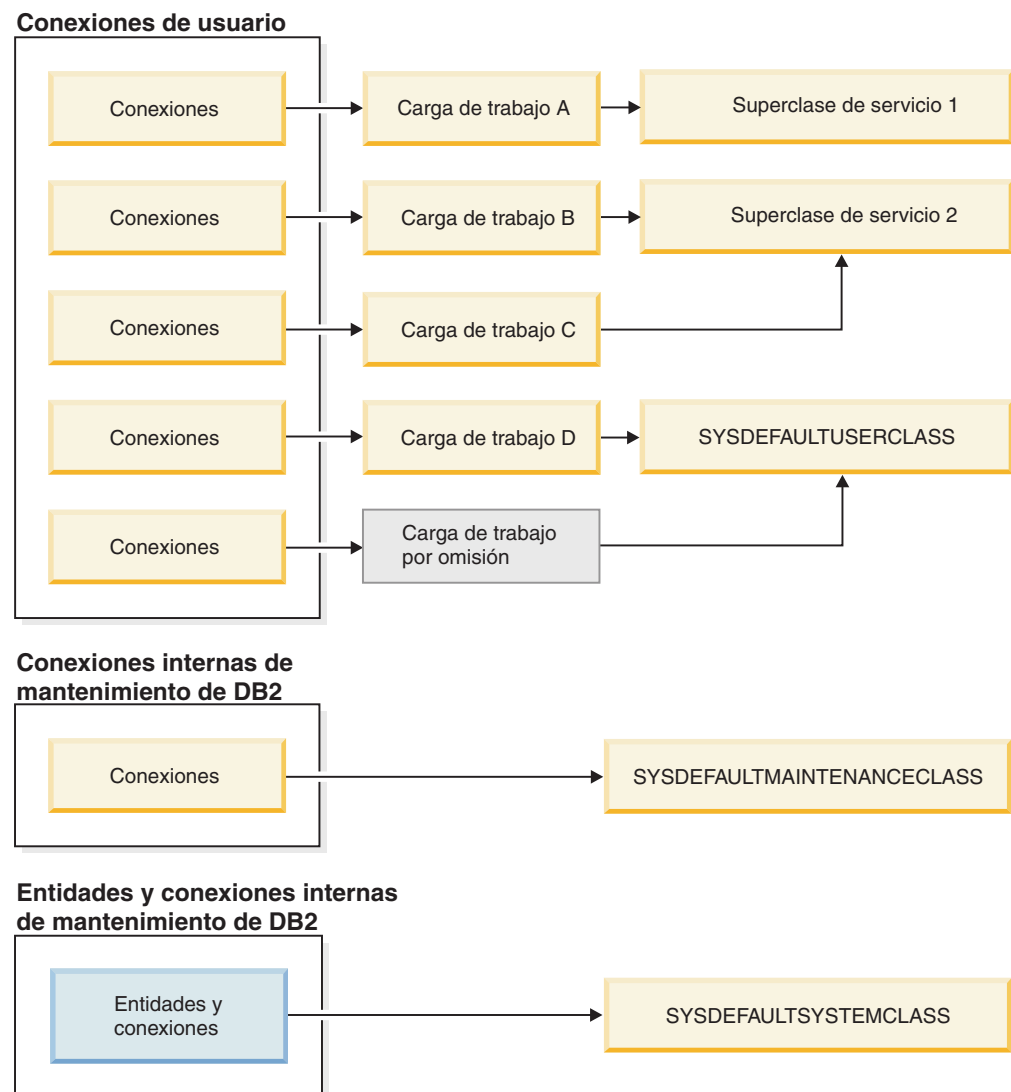 Conexiones de usuario
Conexiones
Carga de trabajo A
Superclase de servicio 1
Conexiones
Carga de trabajo B
Superclase de servicio 2
Conexiones
Carga de trabajo C
Conexiones
Carga de trabajo D
SYSDEFAULTUSERCLASS
Conexiones
Carga de trabajo
por omisión
Conexiones internas de
mantenimiento de DB2
Conexiones
SYSDEFAULTMAINTENANCECLASS
Entidades y conexiones internas
de mantenimiento de DB2
Entidades y
conexiones
SYSDEFAULTSYSTEMCLASS